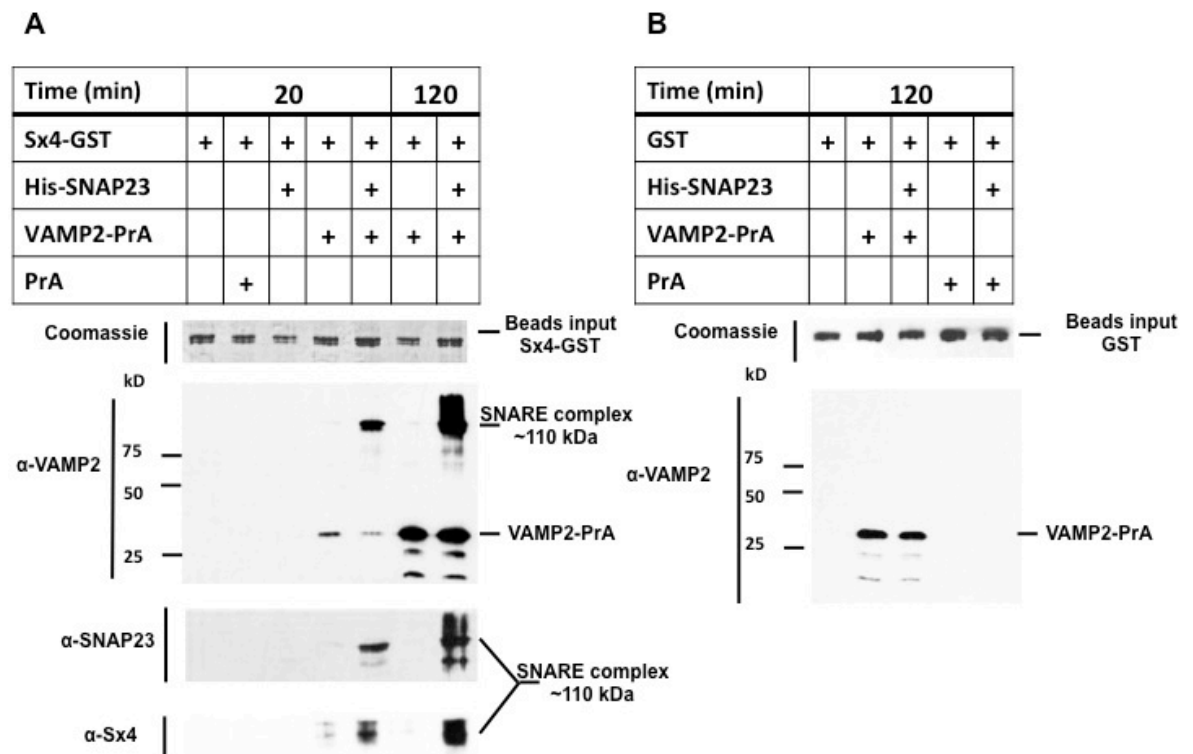 A
Time (min) 20 120
Sx4-GST + + + + + + +
His-SNAP23 + + +
VAMP2-PrA + + + +
PrA +
Coomassie
Beads input
Sx4-GST
kD
α-VAMP2
75
50
25
SNARE complex
~110 kDa
VAMP2-PrA
α-SNAP23
SNARE complex
~110 kDa
α-Sx4
B
Time (min) 120
GST + + + + +
His-SNAP23 + +
VAMP2-PrA + +
PrA + +
Coomassie
Beads input
GST
kD
α-VAMP2
75
50
25
VAMP2-PrA